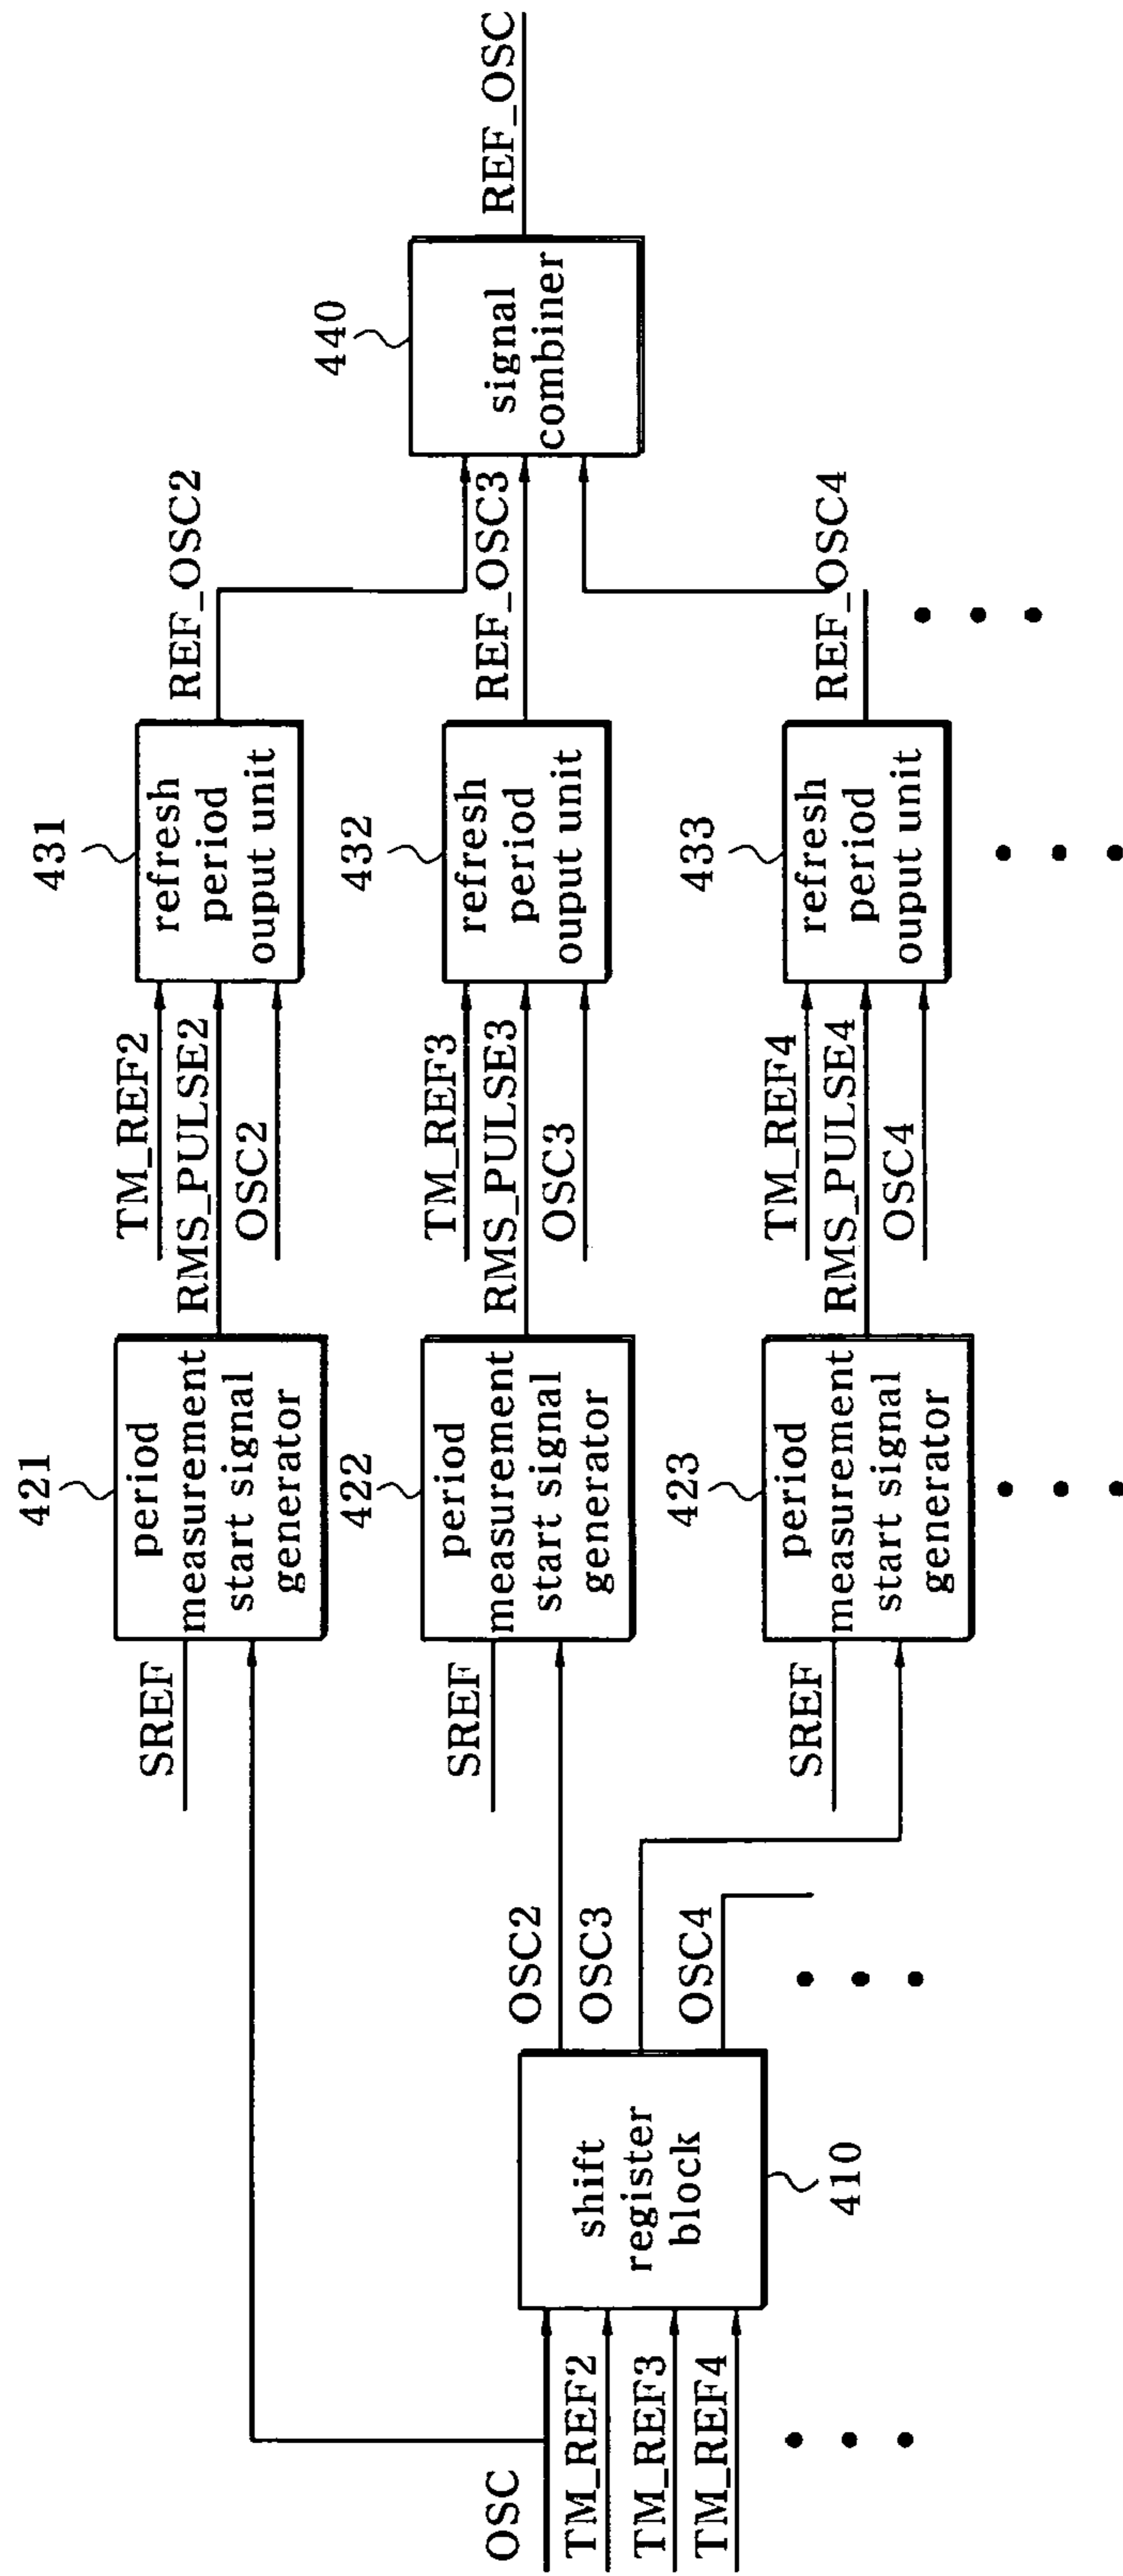 OSC
TM_REF2
TM_REF3
TM_REF4
shift
register
block
410
OSC2
OSC3
OSC4
SREF
421
period
measurement
start signal
generator
SREF
422
period
measurement
start signal
generator
SREF
423
period
measurement
start signal
generator
TM_REF2
RMS_PULSE2
OSC2
431
refresh
period
ouput unit
TM_REF3
RMS_PULSE3
OSC3
432
refresh
period
ouput unit
TM_REF4
RMS_PULSE4
OSC4
433
refresh
period
ouput unit
REF_OSC2
REF_OSC3
REF_OSC4
440
signal
combiner
REF_OSC